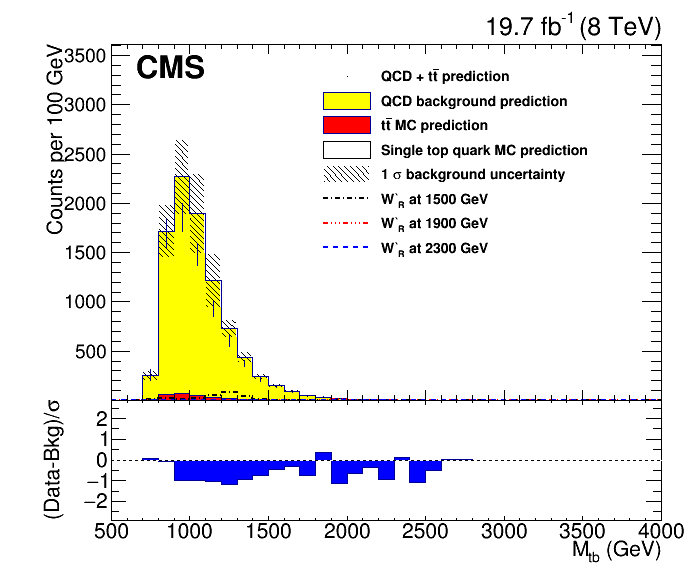 19.7 fb⁻¹ (8 TeV)
CMS
Counts per 100 GeV
3500
3000
2500
2000
1500
1000
500
QCD + tt̄ prediction
QCD background prediction
tt̄ MC prediction
Single top quark MC prediction
1 σ background uncertainty
W`R at 1500 GeV
W`R at 1900 GeV
W`R at 2300 GeV
(Data-Bkg)/σ
2
1
0
−1
−2
500 1000 1500 2000 2500 3000 3500 4000
Mtb (GeV)